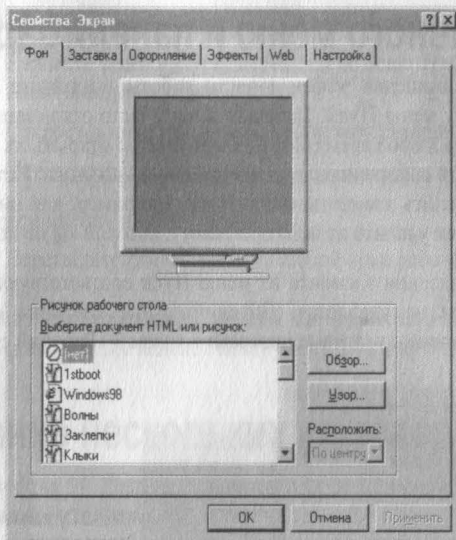 Свойства: Экран
Фон Заставка Оформление Эффекты Web Настройка
Рисунок рабочего стола
Выберите документ HTML или рисунок:
[нет]
1stboot
Windows98
Волны
Заклепки
Клыки
Обзор...
Узор...
Расположить:
По центру
OK Отмена Применить